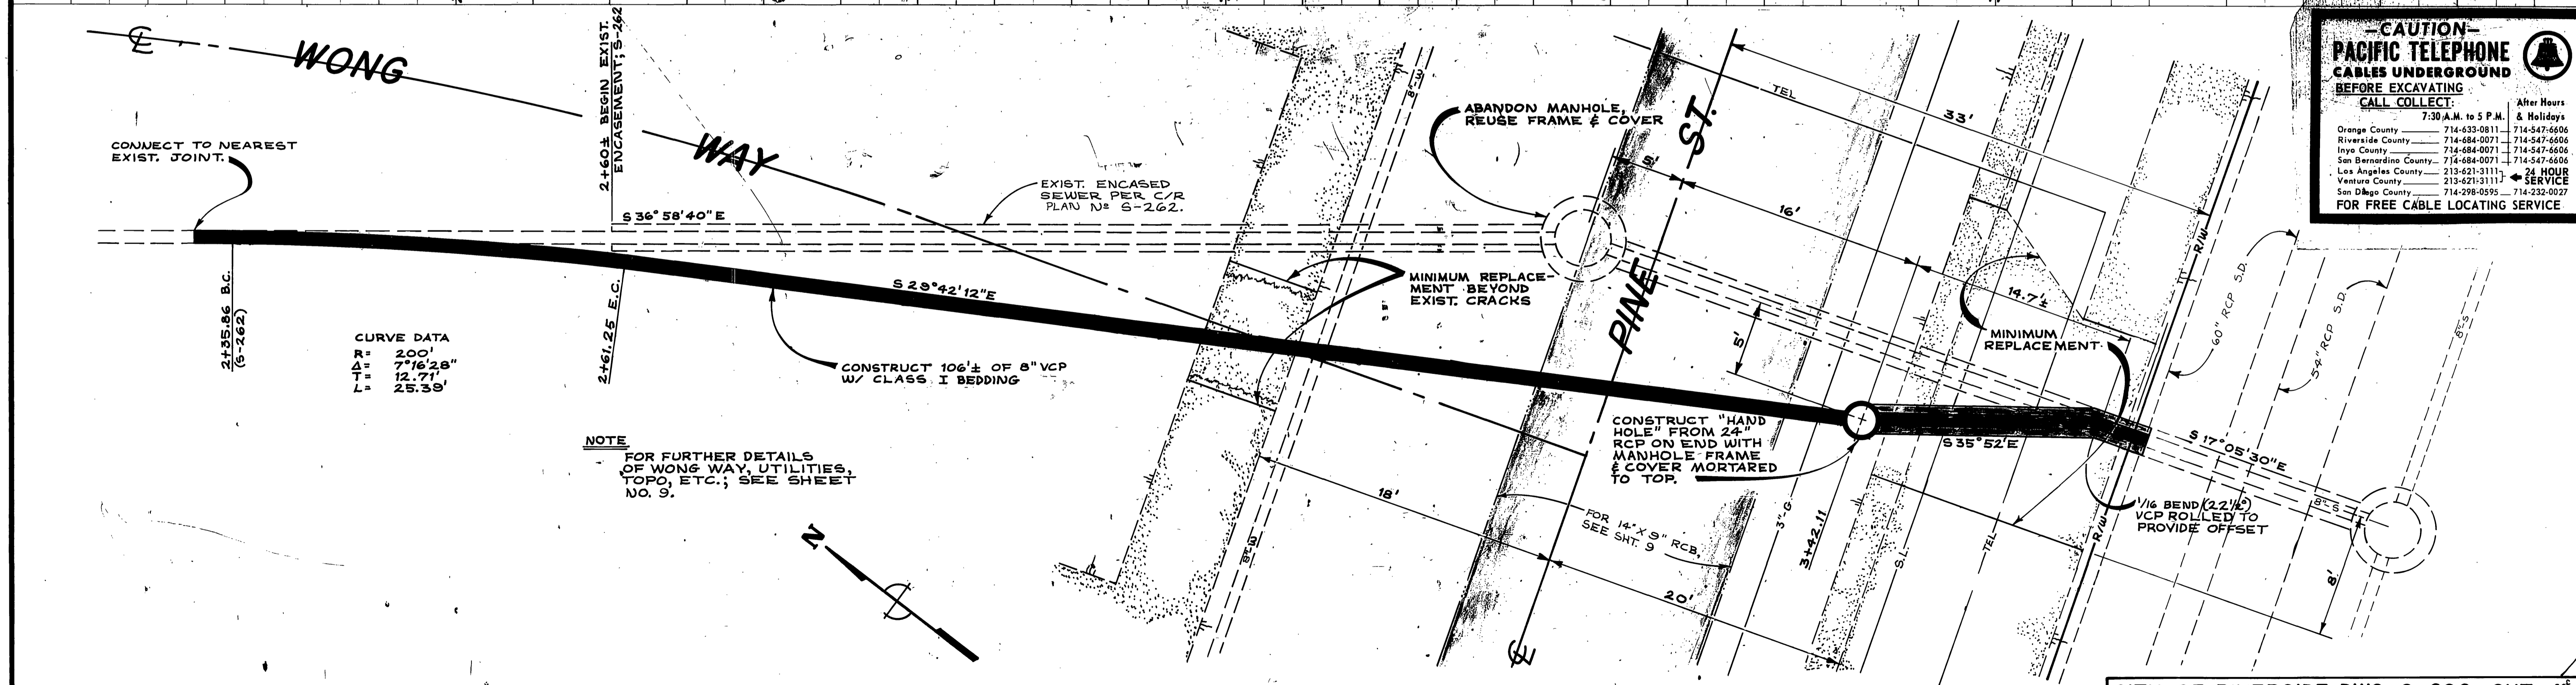 ℄
WONG
WAY
2+60± BEGIN EXIST.
ENCASEMENT; S-262
CONNECT TO NEAREST
EXIST. JOINT.
S 36° 58' 40" E
EXIST. ENCASED
SEWER PER C/R
PLAN Nº S-262.
ABANDON MANHOLE,
REUSE FRAME & COVER
8"-W
PINE ST.
TEL
33'
5'
16'
14.7'±
5'
R/W
60" RCP S.D.
54" RCP S.D.
8"-S
-CAUTION-
PACIFIC TELEPHONE
CABLES UNDERGROUND
BEFORE EXCAVATING
CALL COLLECT:
After Hours
7:30 A.M. to 5 P.M. & Holidays
Orange County 714-633-0811 714-547-6606
Riverside County 714-684-0071 714-547-6606
Inyo County 714-684-0071 714-547-6606
San Bernardino County 714-684-0071 714-547-6606
Los Angeles County 213-621-3111 24 HOUR
Ventura County 213-621-3111 SERVICE
San Diego County 714-298-0595 714-232-0027
FOR FREE CABLE LOCATING SERVICE
2+35.86 B.C.
(S-262)
2+61.25 E.C.
S 29° 42' 12" E
CURVE DATA
R= 200'
Δ= 7°16'28"
T= 12.71'
L= 25.39'
CONSTRUCT 106'± OF 8" VCP
W/ CLASS I BEDDING
MINIMUM REPLACE-
MENT BEYOND
EXIST. CRACKS
MINIMUM
REPLACEMENT
NOTE
FOR FURTHER DETAILS
OF WONG WAY, UTILITIES,
TOPO, ETC.; SEE SHEET
NO. 9.
CONSTRUCT "HAND
HOLE" FROM 24"
RCP ON END WITH
MANHOLE FRAME
& COVER MORTARED
TO TOP.
S 35° 52' E
S 17° 05' 30" E
8"-S
1/16 BEND (22½°)
VCP ROLLED TO
PROVIDE OFFSET
18'
FOR 14' X 9' RCB,
SEE SHT. 9
3"-G
3+42.11
S.L.
TEL
R/W
8'
20'
8"-W
N
℄